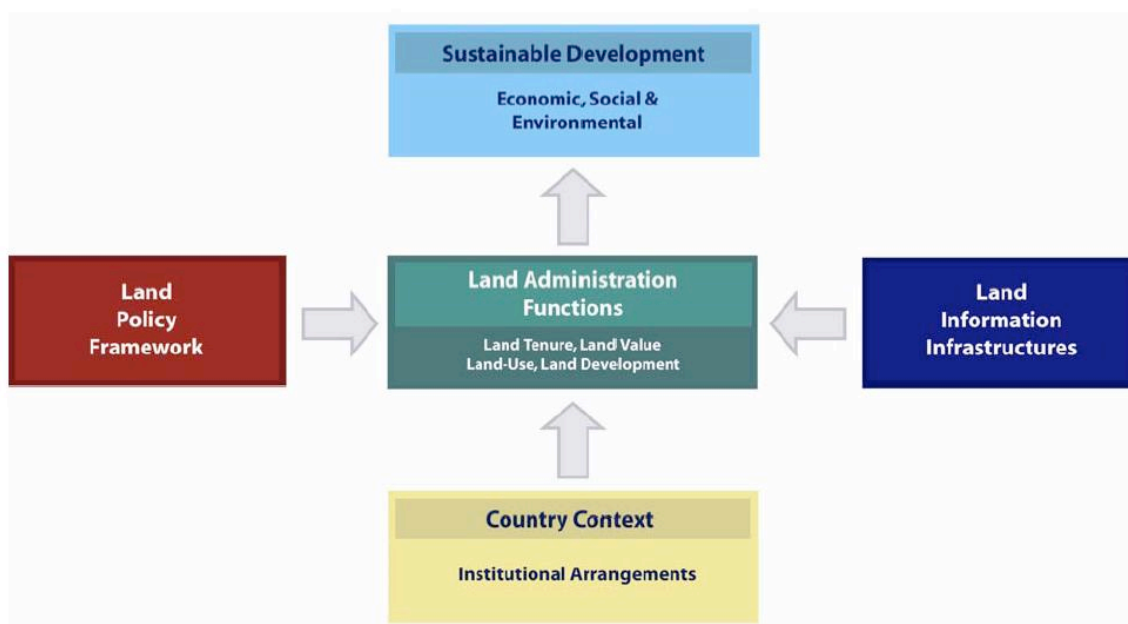 Sustainable Development
Economic, Social &
Environmental
Land
Policy
Framework
Land Administration
Functions
Land Tenure, Land Value
Land-Use, Land Development
Land
Information
Infrastructures
Country Context
Institutional Arrangements